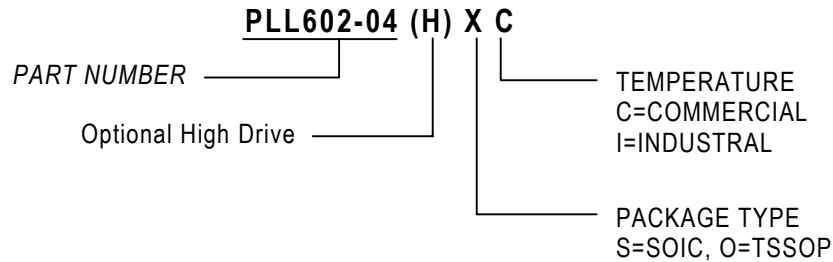 PLL602-04 (H) X C
PART NUMBER
TEMPERATURE
C=COMMERCIAL
I=INDUSTRAL
Optional High Drive
PACKAGE TYPE
S=SOIC, O=TSSOP